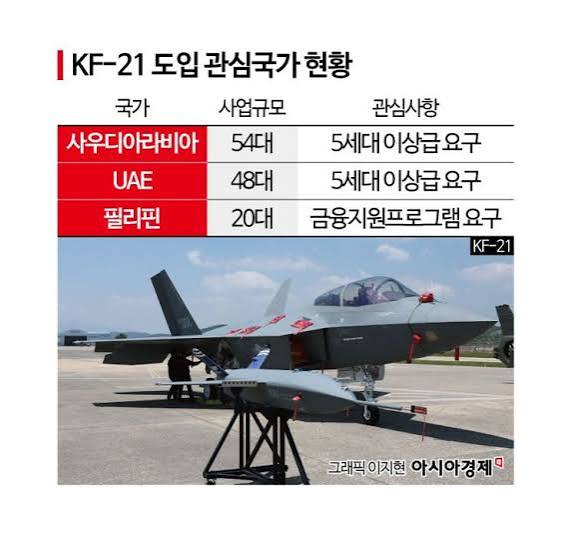 KF-21 도입 관심국가 현황
국가 사업규모 관심사항
사우디아라비아 54대 5세대 이상급 요구
UAE 48대 5세대 이상급 요구
필리핀 20대 금융지원프로그램 요구
KF-21
그래픽 이지현 아시아경제